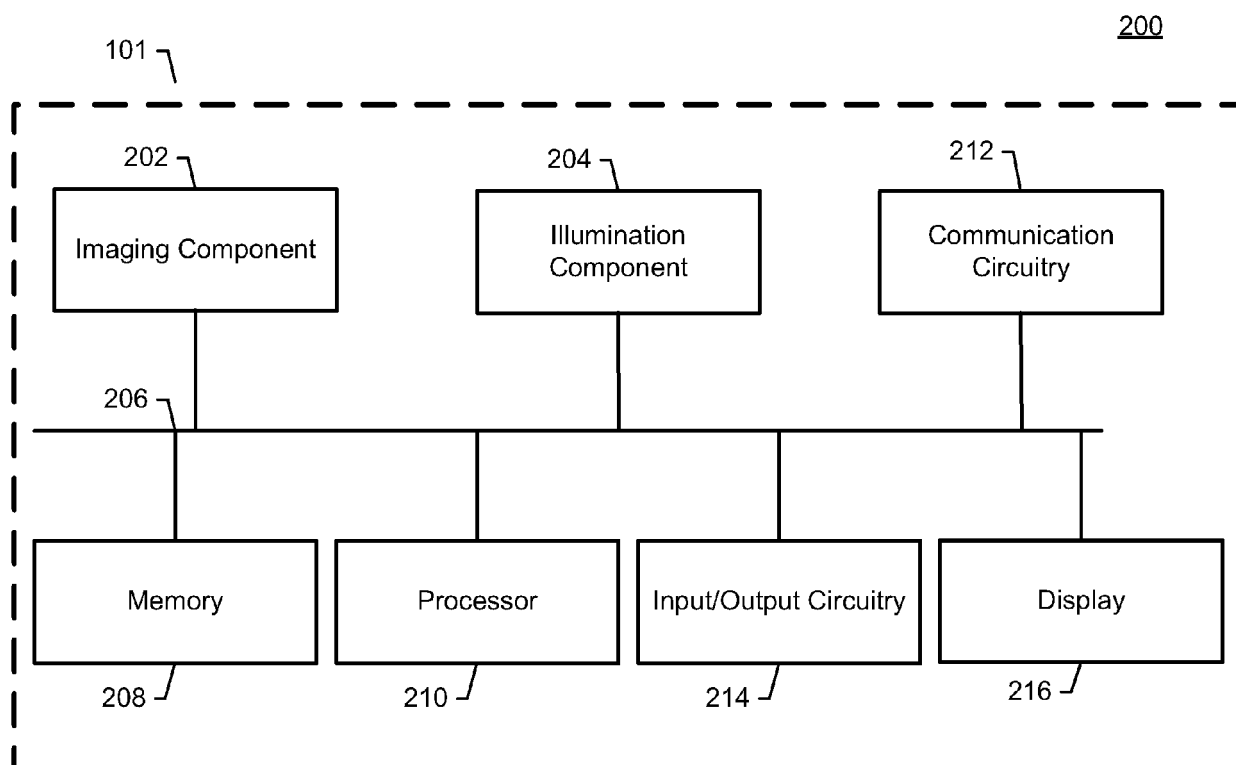 200
101
202
204
212
Imaging Component
Illumination
Component
Communication
Circuitry
206
Memory
Processor
Input/Output Circuitry
Display
208
210
214
216